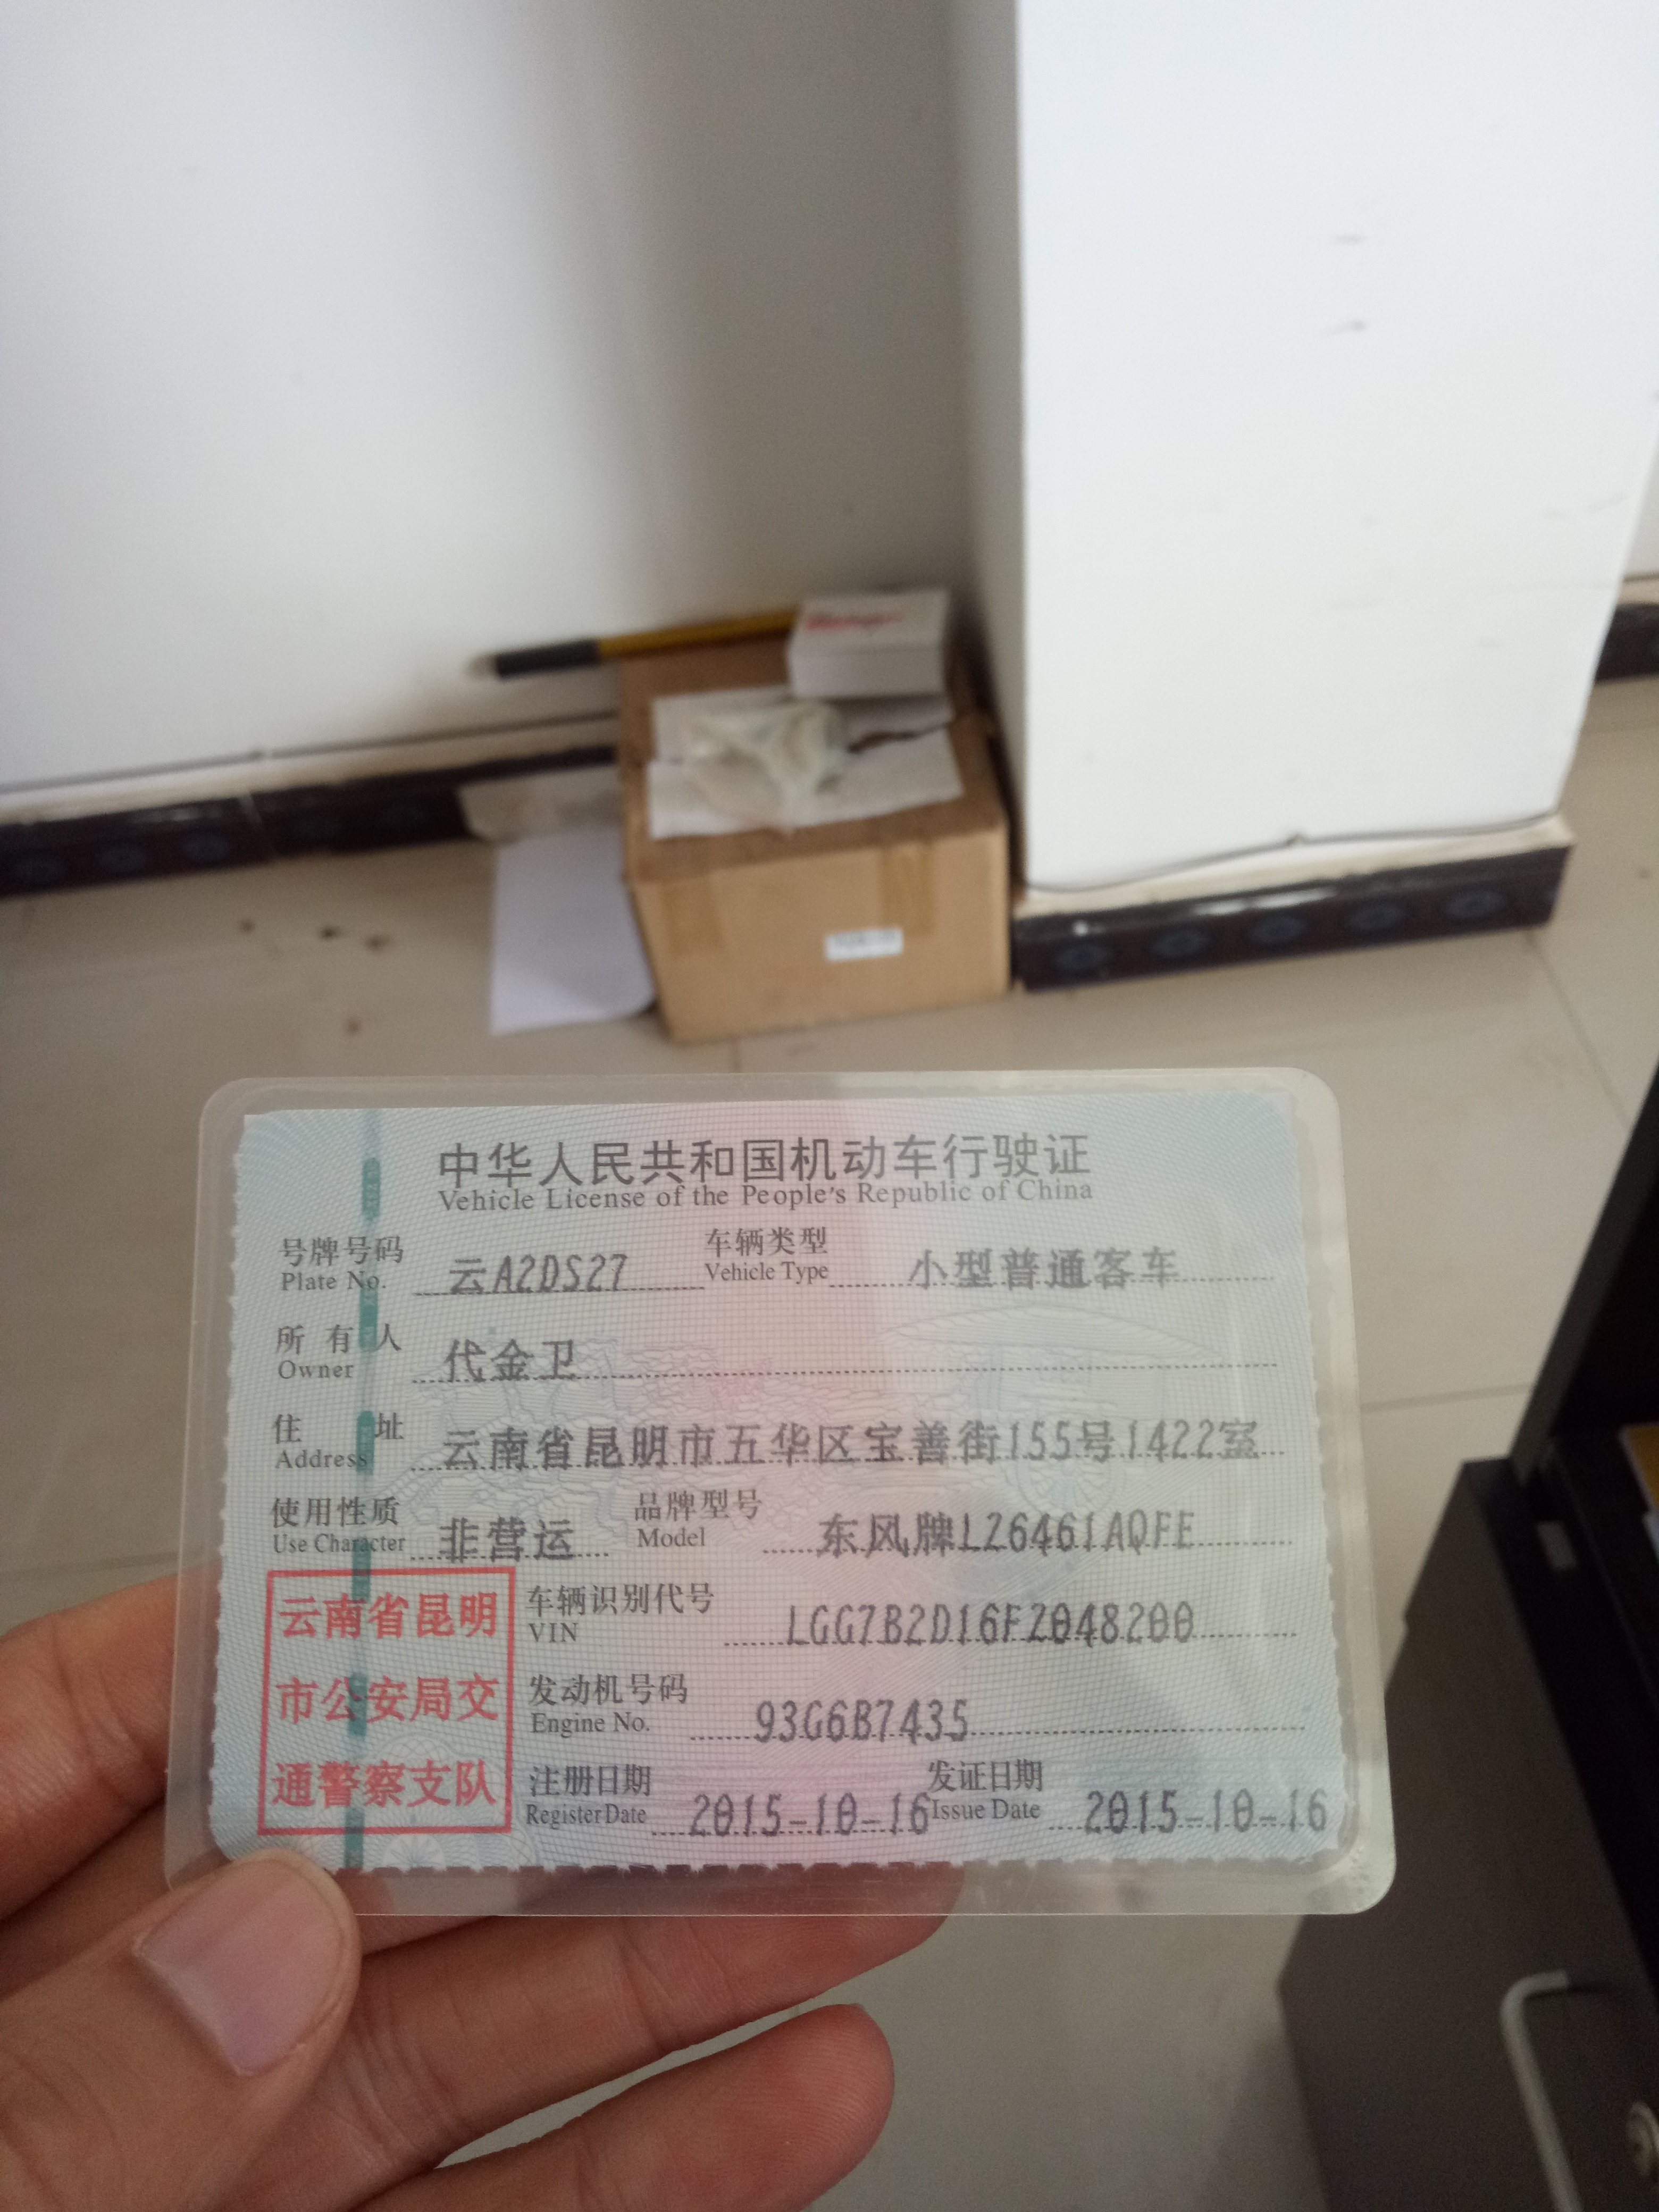 中华人民共和国机动车行驶证
Vehicle License of the People's Republic of China
号牌号码 云A2DS27 车辆类型 小型普通客车
Plate No. Vehicle Type
所有人 代金卫
Owner
住址 云南省昆明市五华区宝善街155号1422室
Address
使用性质 非营运 品牌型号 东风牌LZ6461AQFE
Use Character Model
云南省昆明
市公安局交
通警察支队
车辆识别代号 LGG7B2D16FZ048200
VIN
发动机号码 93G6B7435
Engine No.
注册日期 2015-10-16 发证日期 2015-10-16
Register Date Issue Date